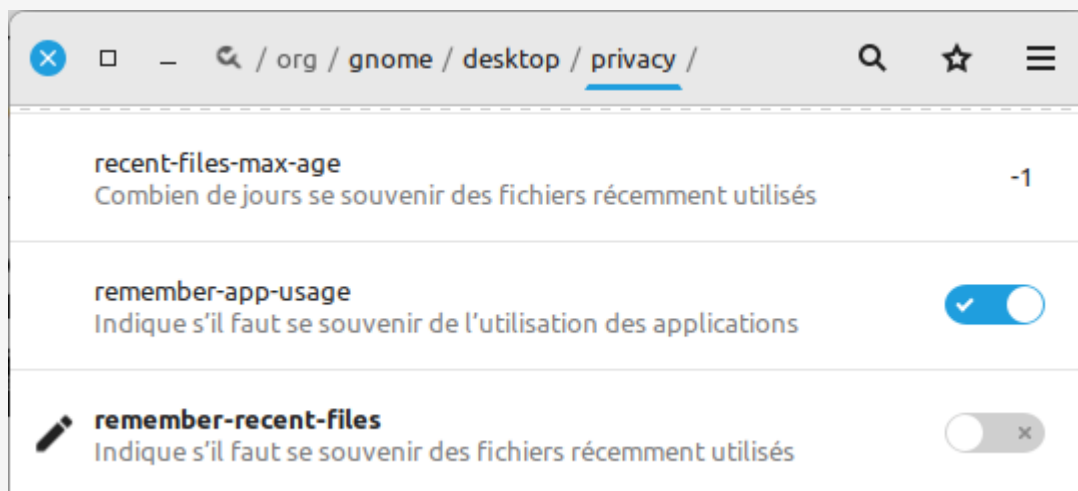 / org / gnome / desktop / privacy /
recent-files-max-age
Combien de jours se souvenir des fichiers récemment utilisés
-1
remember-app-usage
Indique s’il faut se souvenir de l’utilisation des applications
remember-recent-files
Indique s’il faut se souvenir des fichiers récemment utilisés